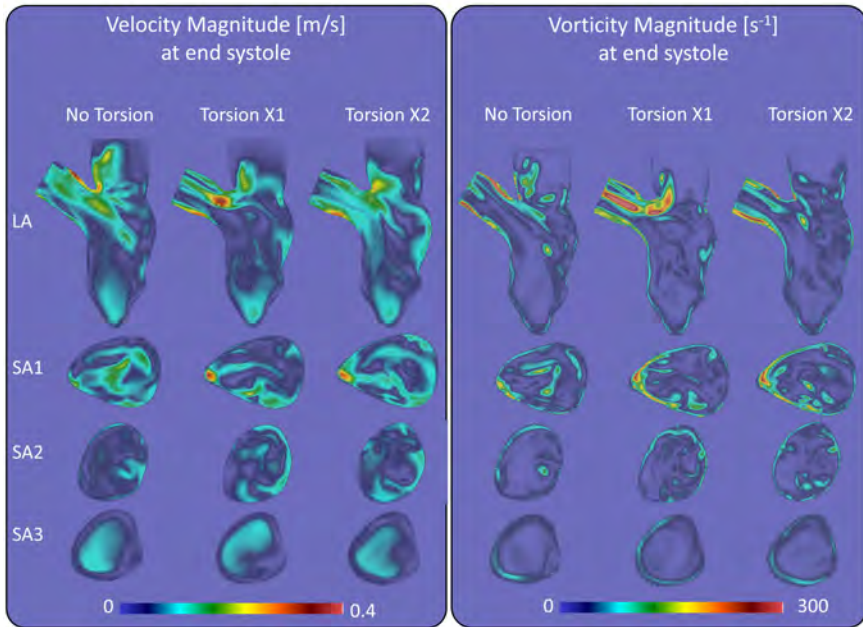 Velocity Magnitude [m/s]
at end systole
No Torsion Torsion X1 Torsion X2
LA
SA1
SA2
SA3
0 0.4
Vorticity Magnitude [s⁻¹]
at end systole
No Torsion Torsion X1 Torsion X2
0 300